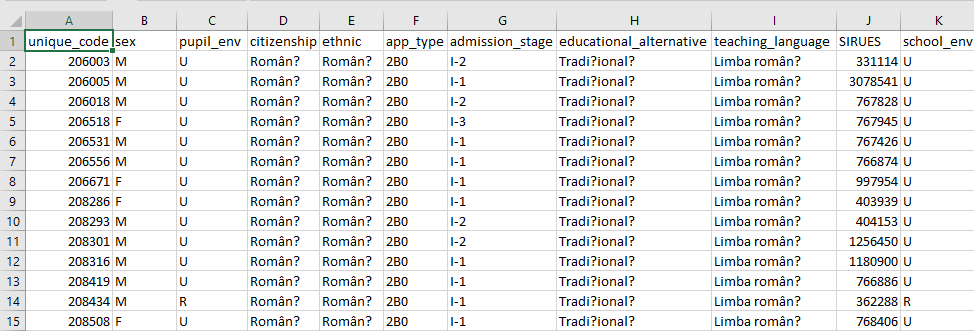 A B C D E F G H I J K
1 unique_code sex pupil_env citizenship ethnic app_type admission_stage educational_alternative teaching_language SIRUES school_env
2 206003 M U Român? Român? 2B0 I-2 Tradi?ional? Limba român? 331114 U
3 206005 M U Român? Român? 2B0 I-1 Tradi?ional? Limba român? 3078541 U
4 206018 M U Român? Român? 2B0 I-2 Tradi?ional? Limba român? 767828 U
5 206518 F U Român? Român? 2B0 I-3 Tradi?ional? Limba român? 767945 U
6 206531 M U Român? Român? 2B0 I-1 Tradi?ional? Limba român? 767426 U
7 206556 M U Român? Român? 2B0 I-1 Tradi?ional? Limba român? 766874 U
8 206671 F U Român? Român? 2B0 I-1 Tradi?ional? Limba român? 997954 U
9 208286 F U Român? Român? 2B0 I-1 Tradi?ional? Limba român? 403939 U
10 208293 M U Român? Român? 2B0 I-2 Tradi?ional? Limba român? 404153 U
11 208301 M U Român? Român? 2B0 I-2 Tradi?ional? Limba român? 1256450 U
12 208316 M U Român? Român? 2B0 I-1 Tradi?ional? Limba român? 1180900 U
13 208419 M U Român? Român? 2B0 I-1 Tradi?ional? Limba român? 766886 U
14 208434 M R Român? Român? 2B0 I-1 Tradi?ional? Limba român? 362288 R
15 208508 F U Român? Român? 2B0 I-1 Tradi?ional? Limba român? 768406 U